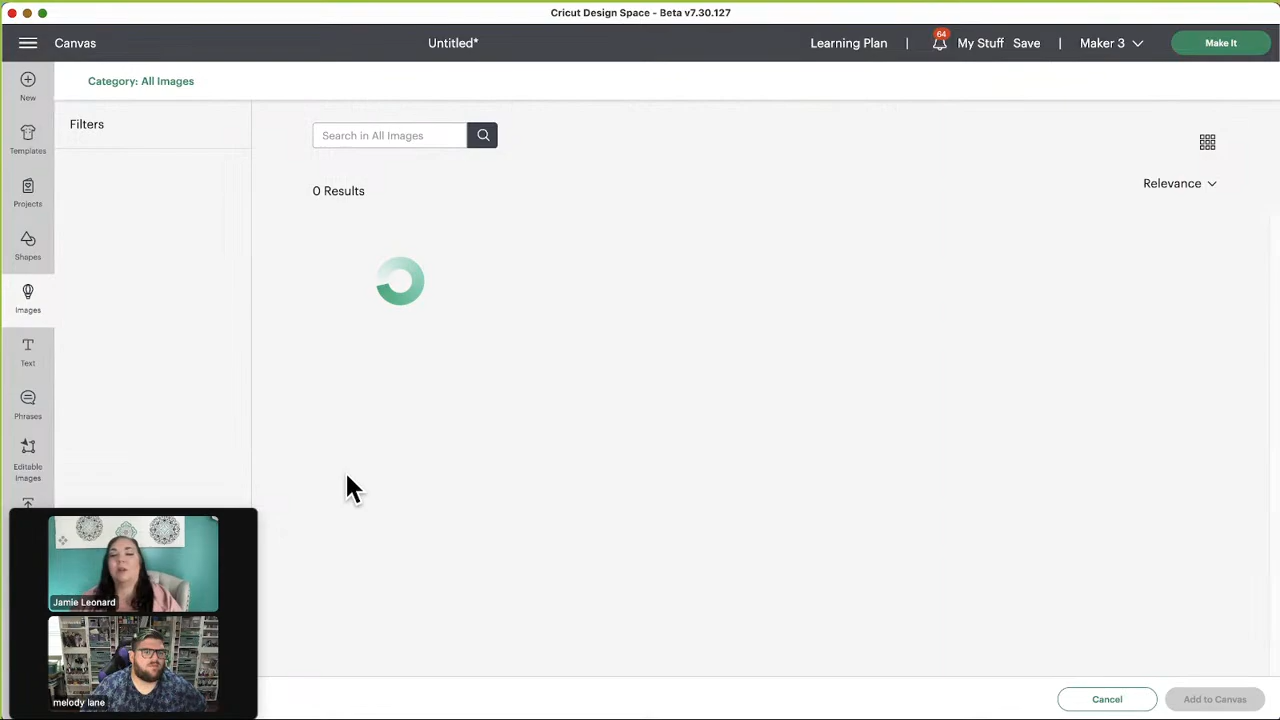 Cricut Design Space - Beta v7.30.127
Canvas
Untitled*
Learning Plan | 64 My Stuff Save | Maker 3
Make It
New
Templates
Projects
Shapes
Images
Text
Phrases
Editable
Images
Category: All Images
Filters
Search in All Images
0 Results
Relevance
Jamie Leonard
melody lane
Cancel
Add to Canvas